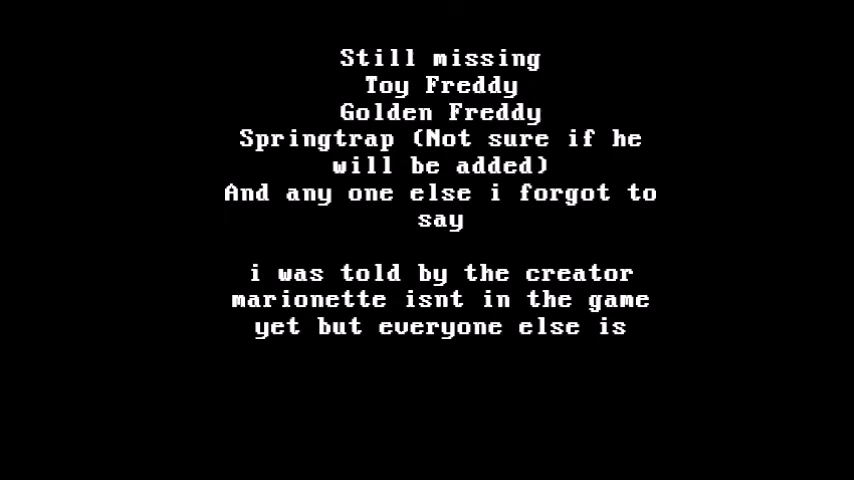 Still missing
Toy Freddy
Golden Freddy
Springtrap (Not sure if he
will be added)
And any one else i forgot to
say
i was told by the creator
marionette isnt in the game
yet but everyone else is